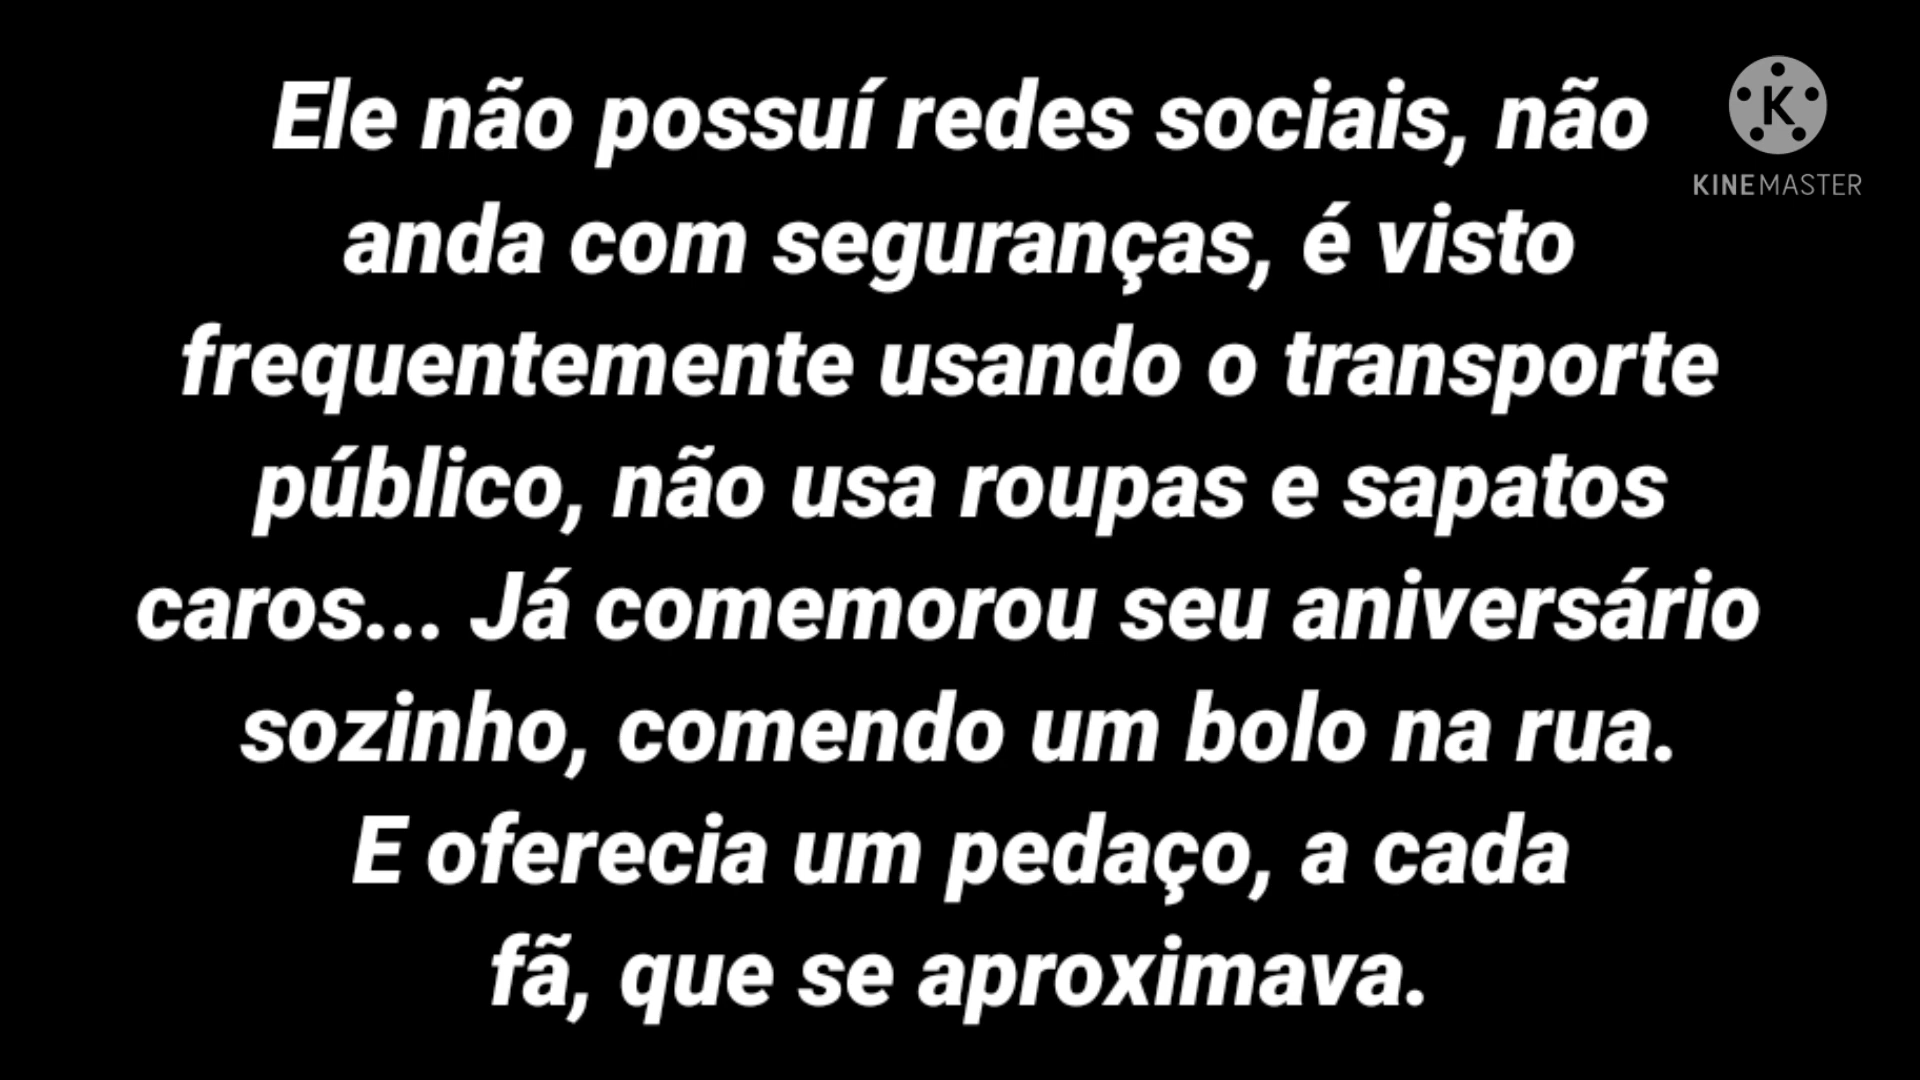 Ele não possuí redes sociais, não
anda com seguranças, é visto
frequentemente usando o transporte
público, não usa roupas e sapatos
caros... Já comemorou seu aniversário
sozinho, comendo um bolo na rua.
E oferecia um pedaço, a cada
fã, que se aproximava.
K
KINEMASTER